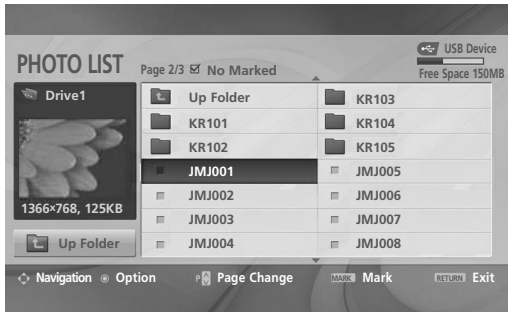 USB Device
PHOTO LIST
Page 2/3 ☑ No Marked
Free Space 150MB
Drive1
Up Folder
KR103
KR101
KR104
KR102
KR105
JMJ001
JMJ005
JMJ002
JMJ006
JMJ003
JMJ007
JMJ004
JMJ008
1366×768, 125KB
Up Folder
Navigation ⊙ Option P Page Change MARK Mark RETURN Exit